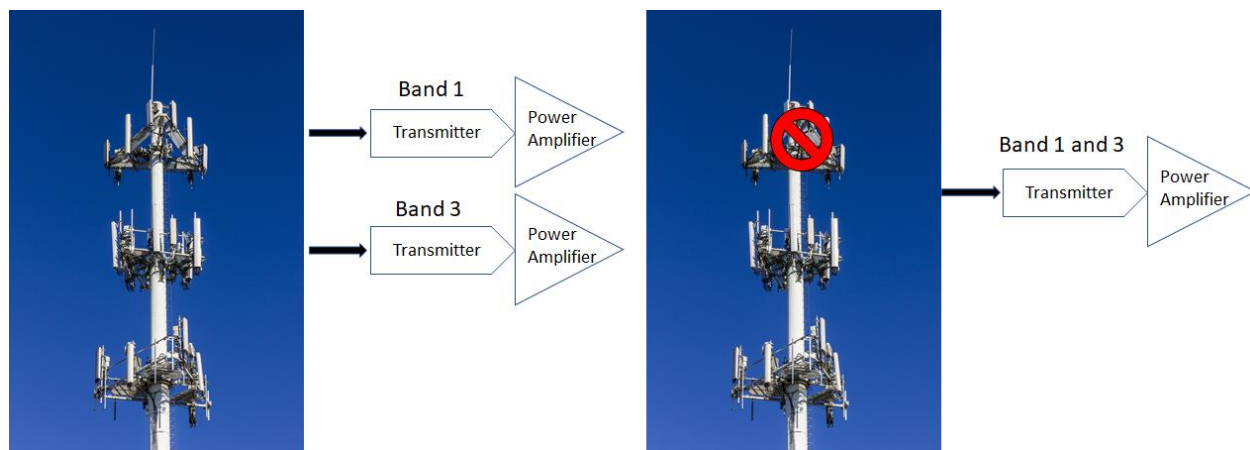 Band 1
Transmitter
Power
Amplifier
Band 3
Transmitter
Power
Amplifier
Band 1 and 3
Transmitter
Power
Amplifier